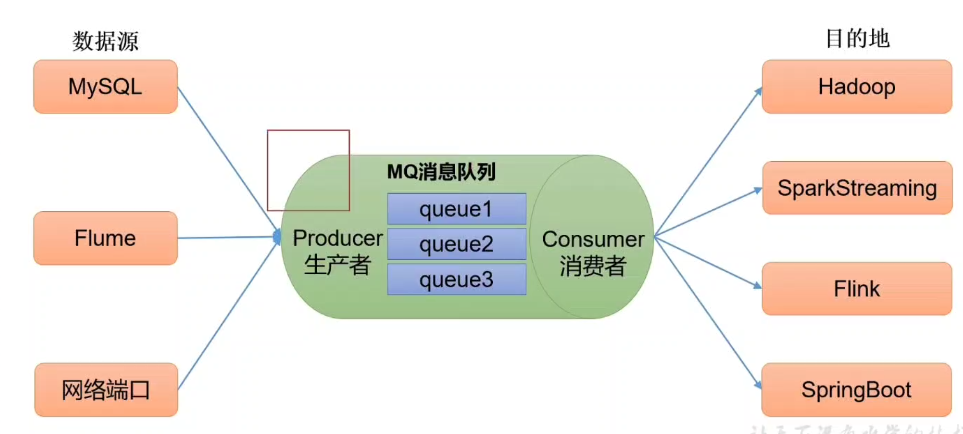 数据源
MySQL
Flume
网络端口
MQ消息队列
queue1
queue2
queue3
Producer
生产者
Consumer
消费者
目的地
Hadoop
SparkStreaming
Flink
SpringBoot